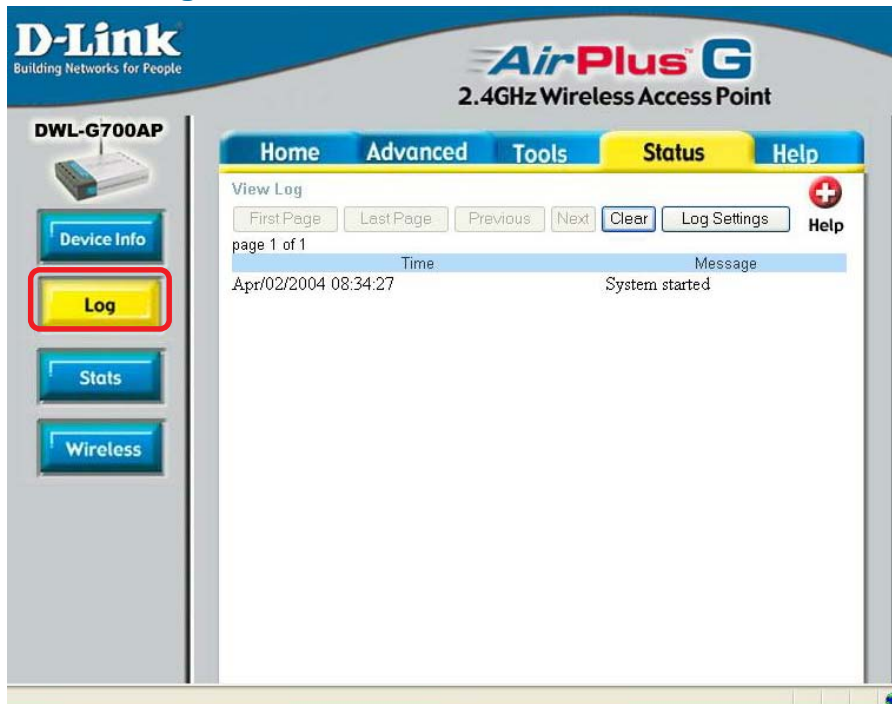 D-Link
Building Networks for People
AirPlus™ G
2.4GHz Wireless Access Point
DWL-G700AP
Home Advanced Tools Status Help
View Log
First Page Last Page Previous Next Clear Log Settings Help
page 1 of 1
Time Message
Apr/02/2004 08:34:27 System started
Device Info
Log
Stats
Wireless